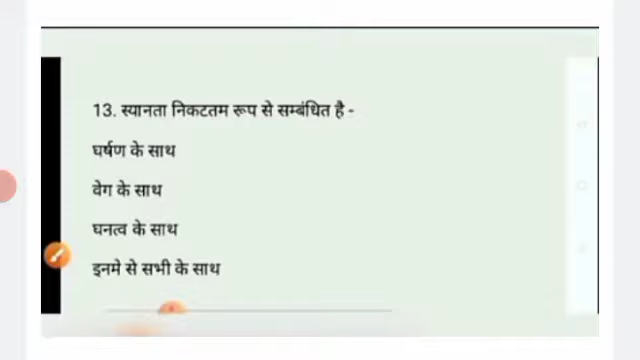 13. स्यानता निकटतम रूप से सम्बंधित है -
घर्षण के साथ
वेग के साथ
घनत्व के साथ
इनमे से सभी के साथ